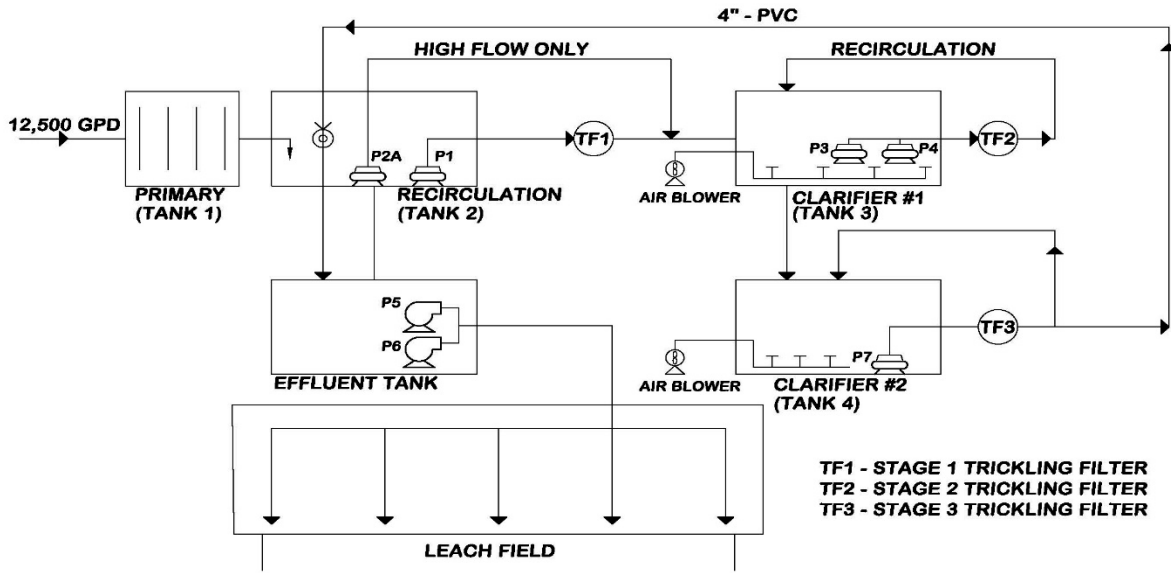 4" - PVC
HIGH FLOW ONLY
RECIRCULATION
12,500 GPD
P2A
P1
TF1
P3
P4
TF2
PRIMARY
(TANK 1)
RECIRCULATION
(TANK 2)
AIR BLOWER
CLARIFIER #1
(TANK 3)
P5
P6
TF3
EFFLUENT TANK
AIR BLOWER
P7
CLARIFIER #2
(TANK 4)
TF1 - STAGE 1 TRICKLING FILTER
TF2 - STAGE 2 TRICKLING FILTER
TF3 - STAGE 3 TRICKLING FILTER
LEACH FIELD